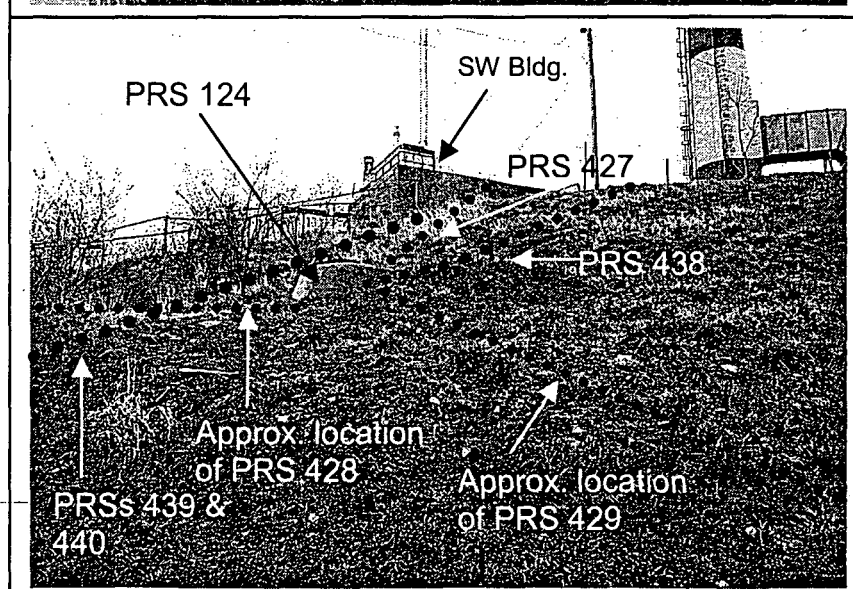 SW Bldg.
PRS 124
PRS 427
PRS 438
Approx. location
of PRS 428
Approx. location
of PRS 429
PRSs 439 &
440